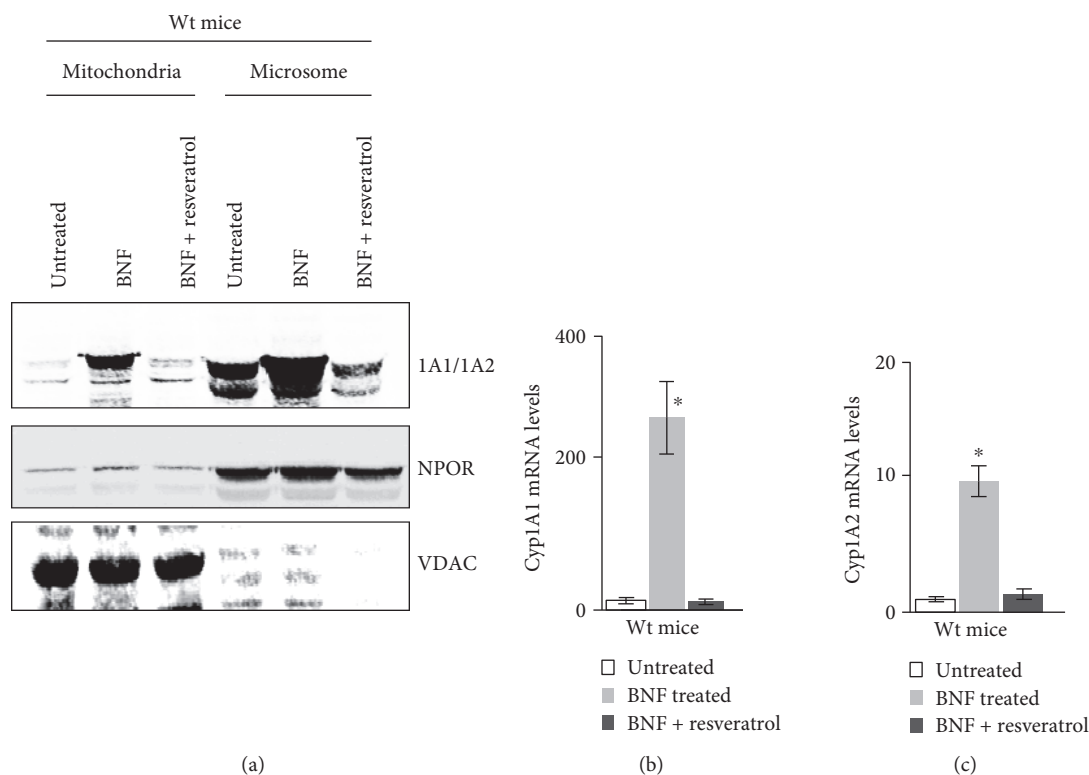 Wt mice
Mitochondria
Microsome
Untreated
BNF
BNF + resveratrol
Untreated
BNF
BNF + resveratrol
1A1/1A2
NPOR
VDAC
(a)
Cyp1A1 mRNA levels
400
200
0
Wt mice
Untreated
BNF treated
BNF + resveratrol
*
(b)
Cyp1A2 mRNA levels
20
10
0
Wt mice
Untreated
BNF treated
BNF + resveratrol
*
(c)